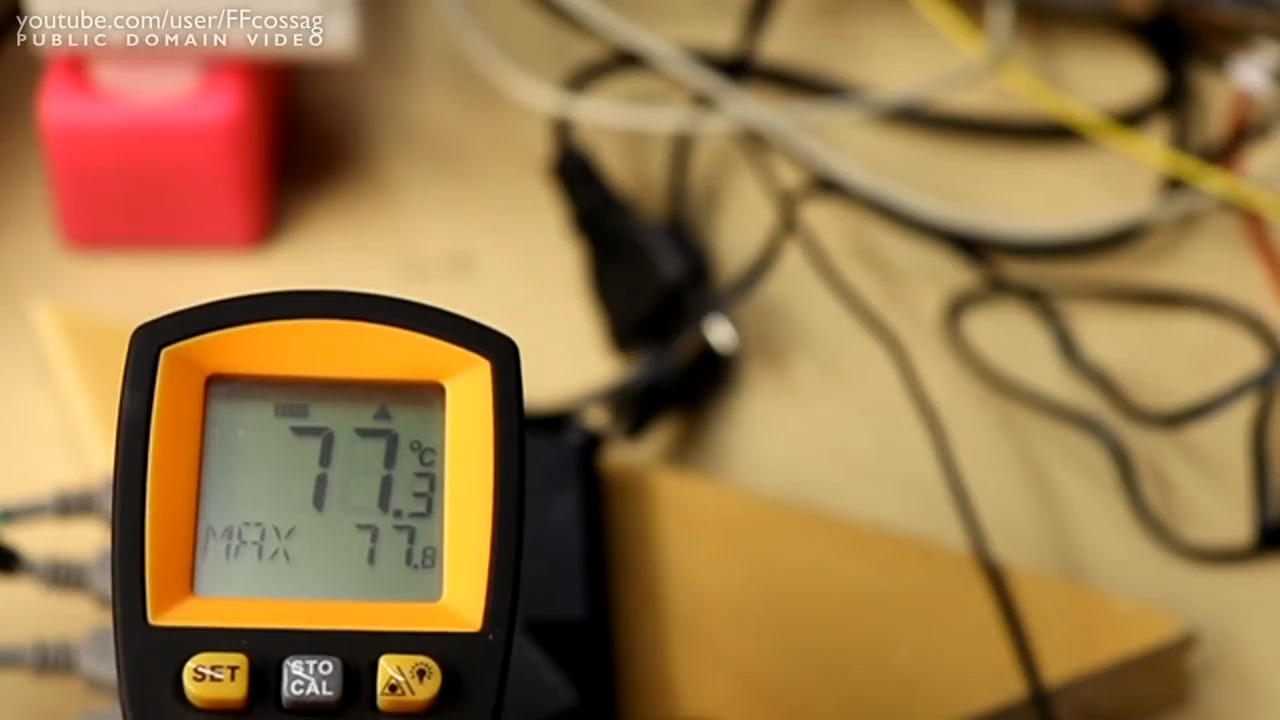 youtube.com/user/FFcossag
PUBLIC DOMAIN VIDEO
77.3 °C
MAX 77.8
SET
STO CAL